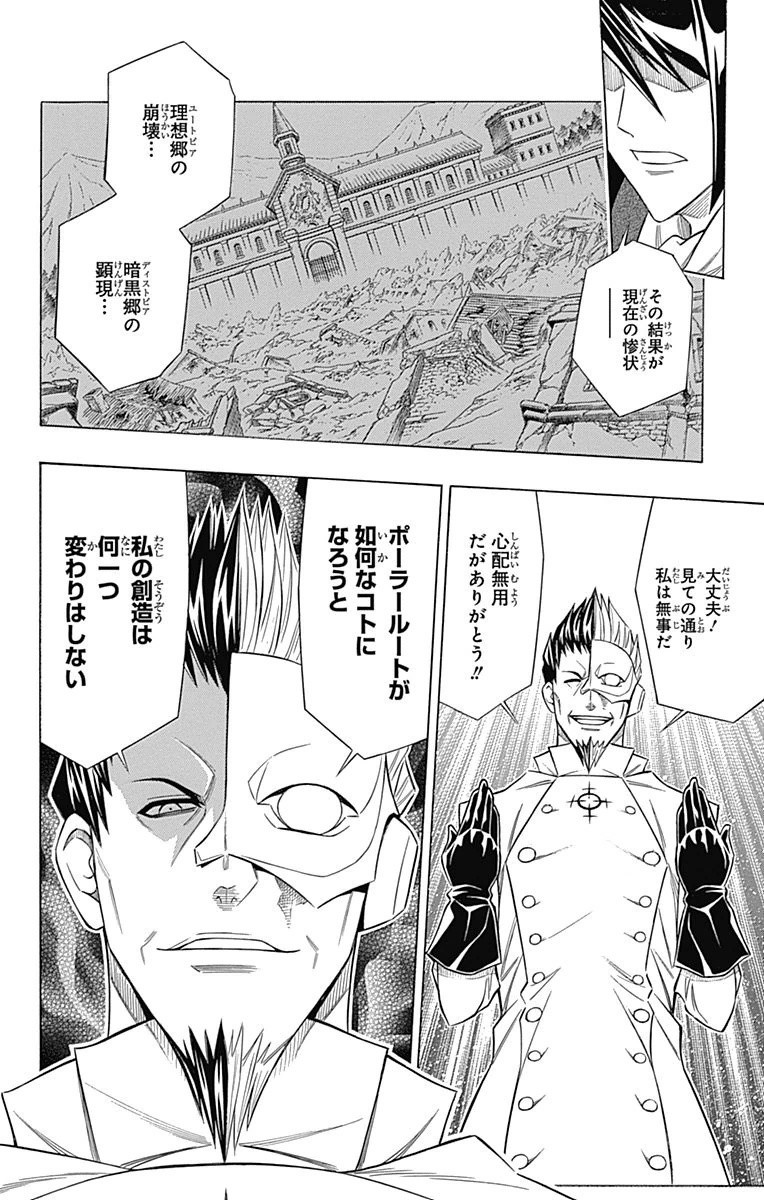 その結果が
現在の惨状
──
理想郷の
崩壊…
暗黒郷の
顕現…
大丈夫！
見ての通り
私は無事だ
心配無用
だがありがとう!!
ポーラールートが
如何なコトに
なろうと
私の創造は
何一つ
変わりはしない